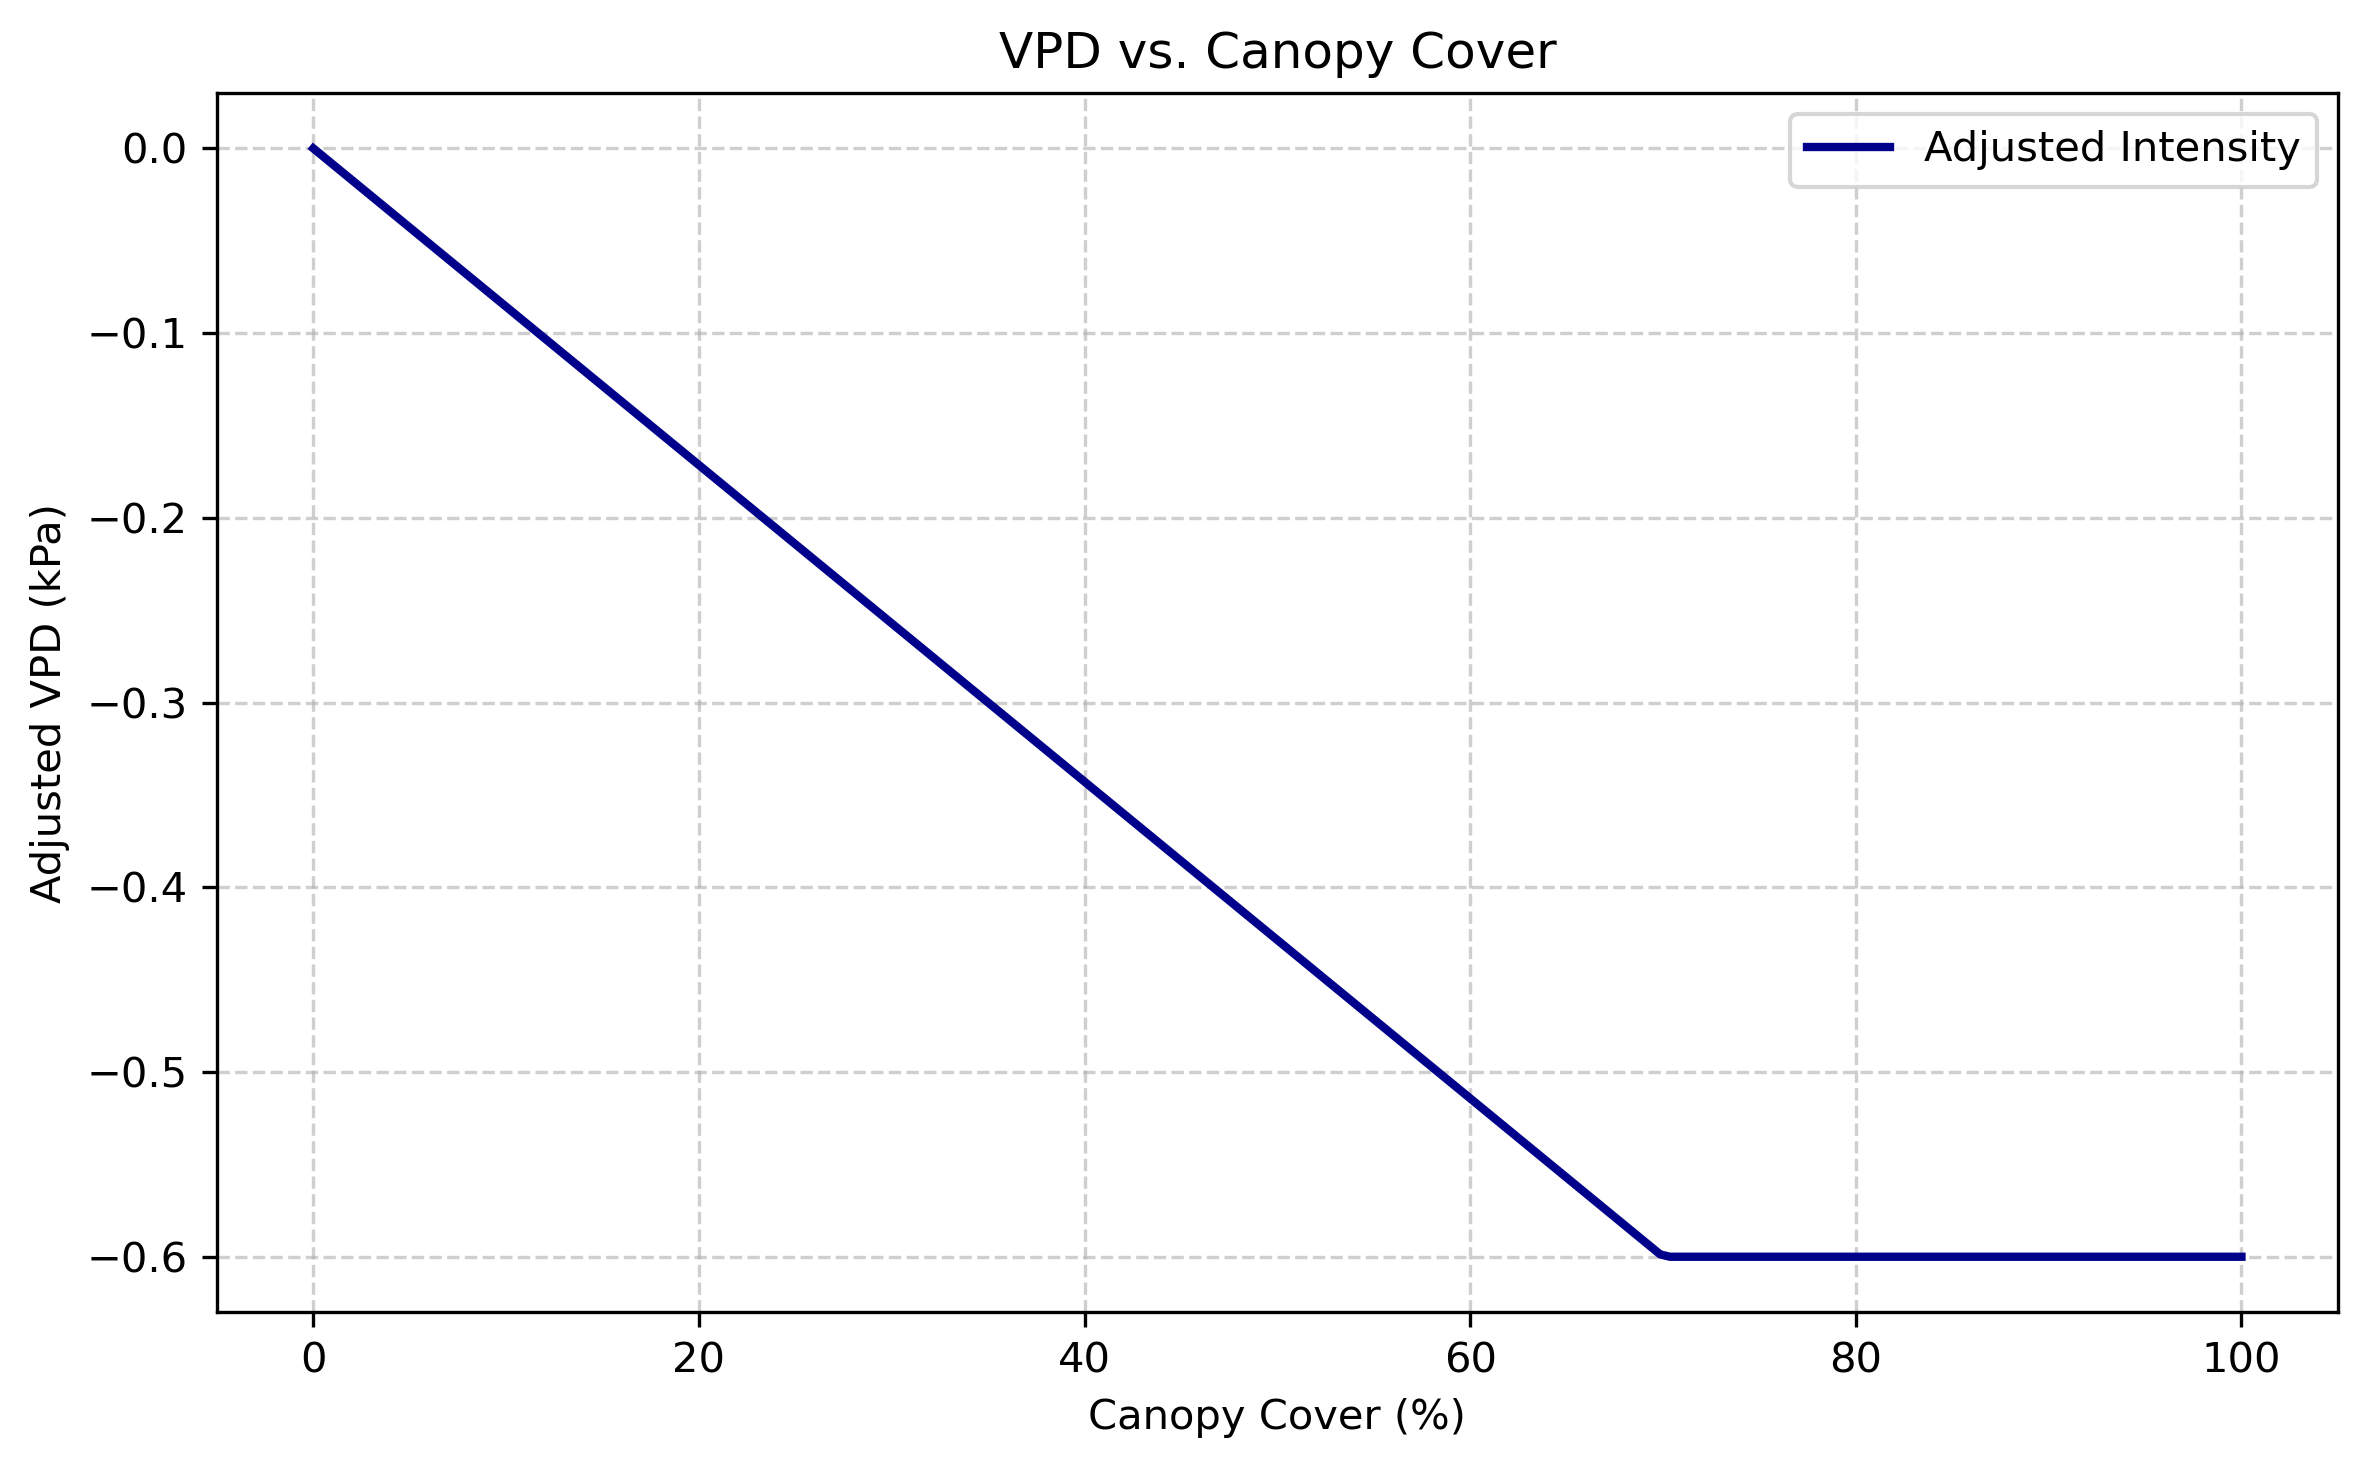 VPD vs. Canopy Cover
Adjusted Intensity
Adjusted VPD (kPa)
0.0
−0.1
−0.2
−0.3
−0.4
−0.5
−0.6
0 20 40 60 80 100
Canopy Cover (%)